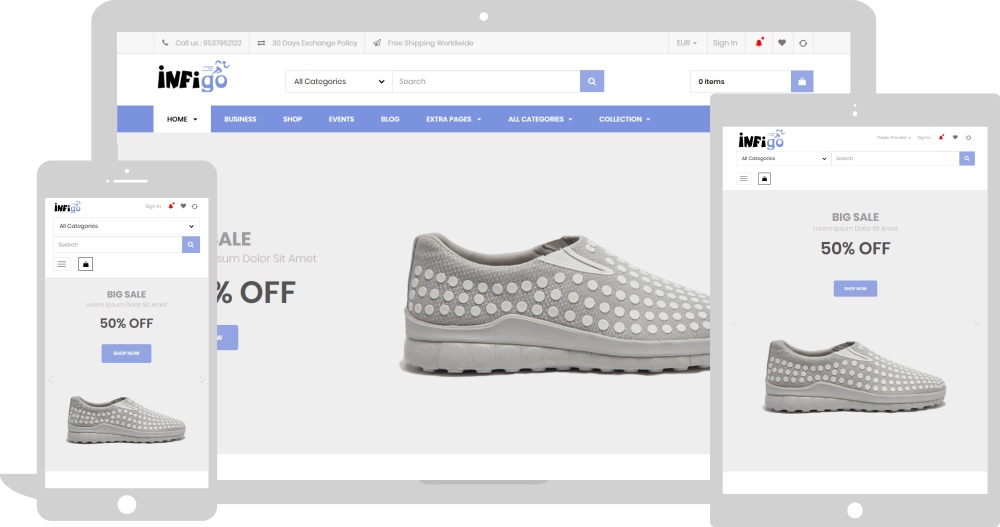 Call us : 9537952122
30 Days Exchange Policy
Free Shipping Worldwide
EUR
Sign In
iNFigo
All Categories
Search
0 items
HOME
BUSINESS
SHOP
EVENTS
BLOG
EXTRA PAGES
ALL CATEGORIES
COLLECTION
SALE
sum Dolor Sit Amet
% OFF
W
iNFigo
Sign In
All Categories
Search
BIG SALE
Lorem Ipsum Dolor Sit Amet
50% OFF
SHOP NOW
iNFigo
Public Pricelist
Sign In
All Categories
Search
BIG SALE
Lorem Ipsum Dolor Sit Amet
50% OFF
SHOP NOW